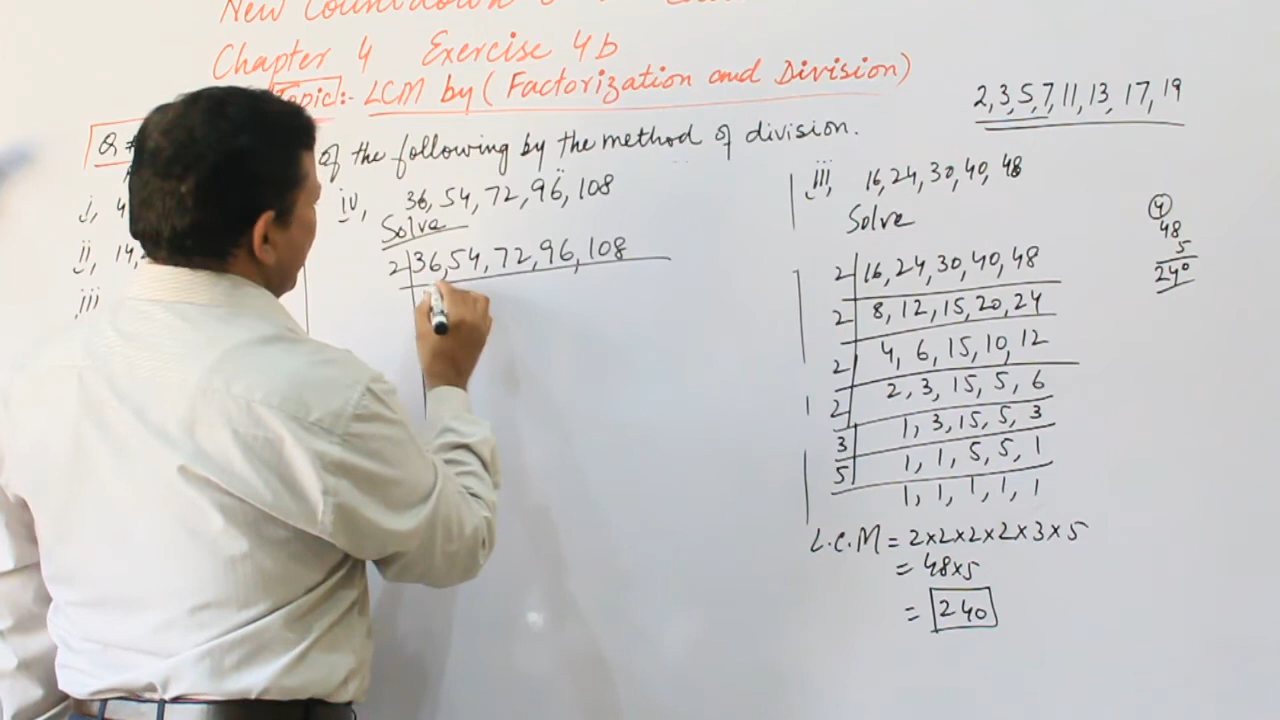 New Countdown
Chapter 4 Exercise 4b
Topic:- LCM by (Factorization and Division)
Q #
of the following by the method of division.
i, 4
ii, 14,
iii
iv, 36, 54, 72, 96, 108
Solve
2 36, 54, 72, 96, 108
2, 3, 5, 7, 11, 13, 17, 19
iii, 16, 24, 30, 40, 48
Solve
2 16, 24, 30, 40, 48
2 8, 12, 15, 20, 24
2 4, 6, 15, 10, 12
2 2, 3, 15, 5, 6
3 1, 3, 15, 5, 3
5 1, 1, 5, 5, 1
1, 1, 1, 1, 1
L.C.M = 2×2×2×2×3×5
= 48×5
= 240
4
48
5
240